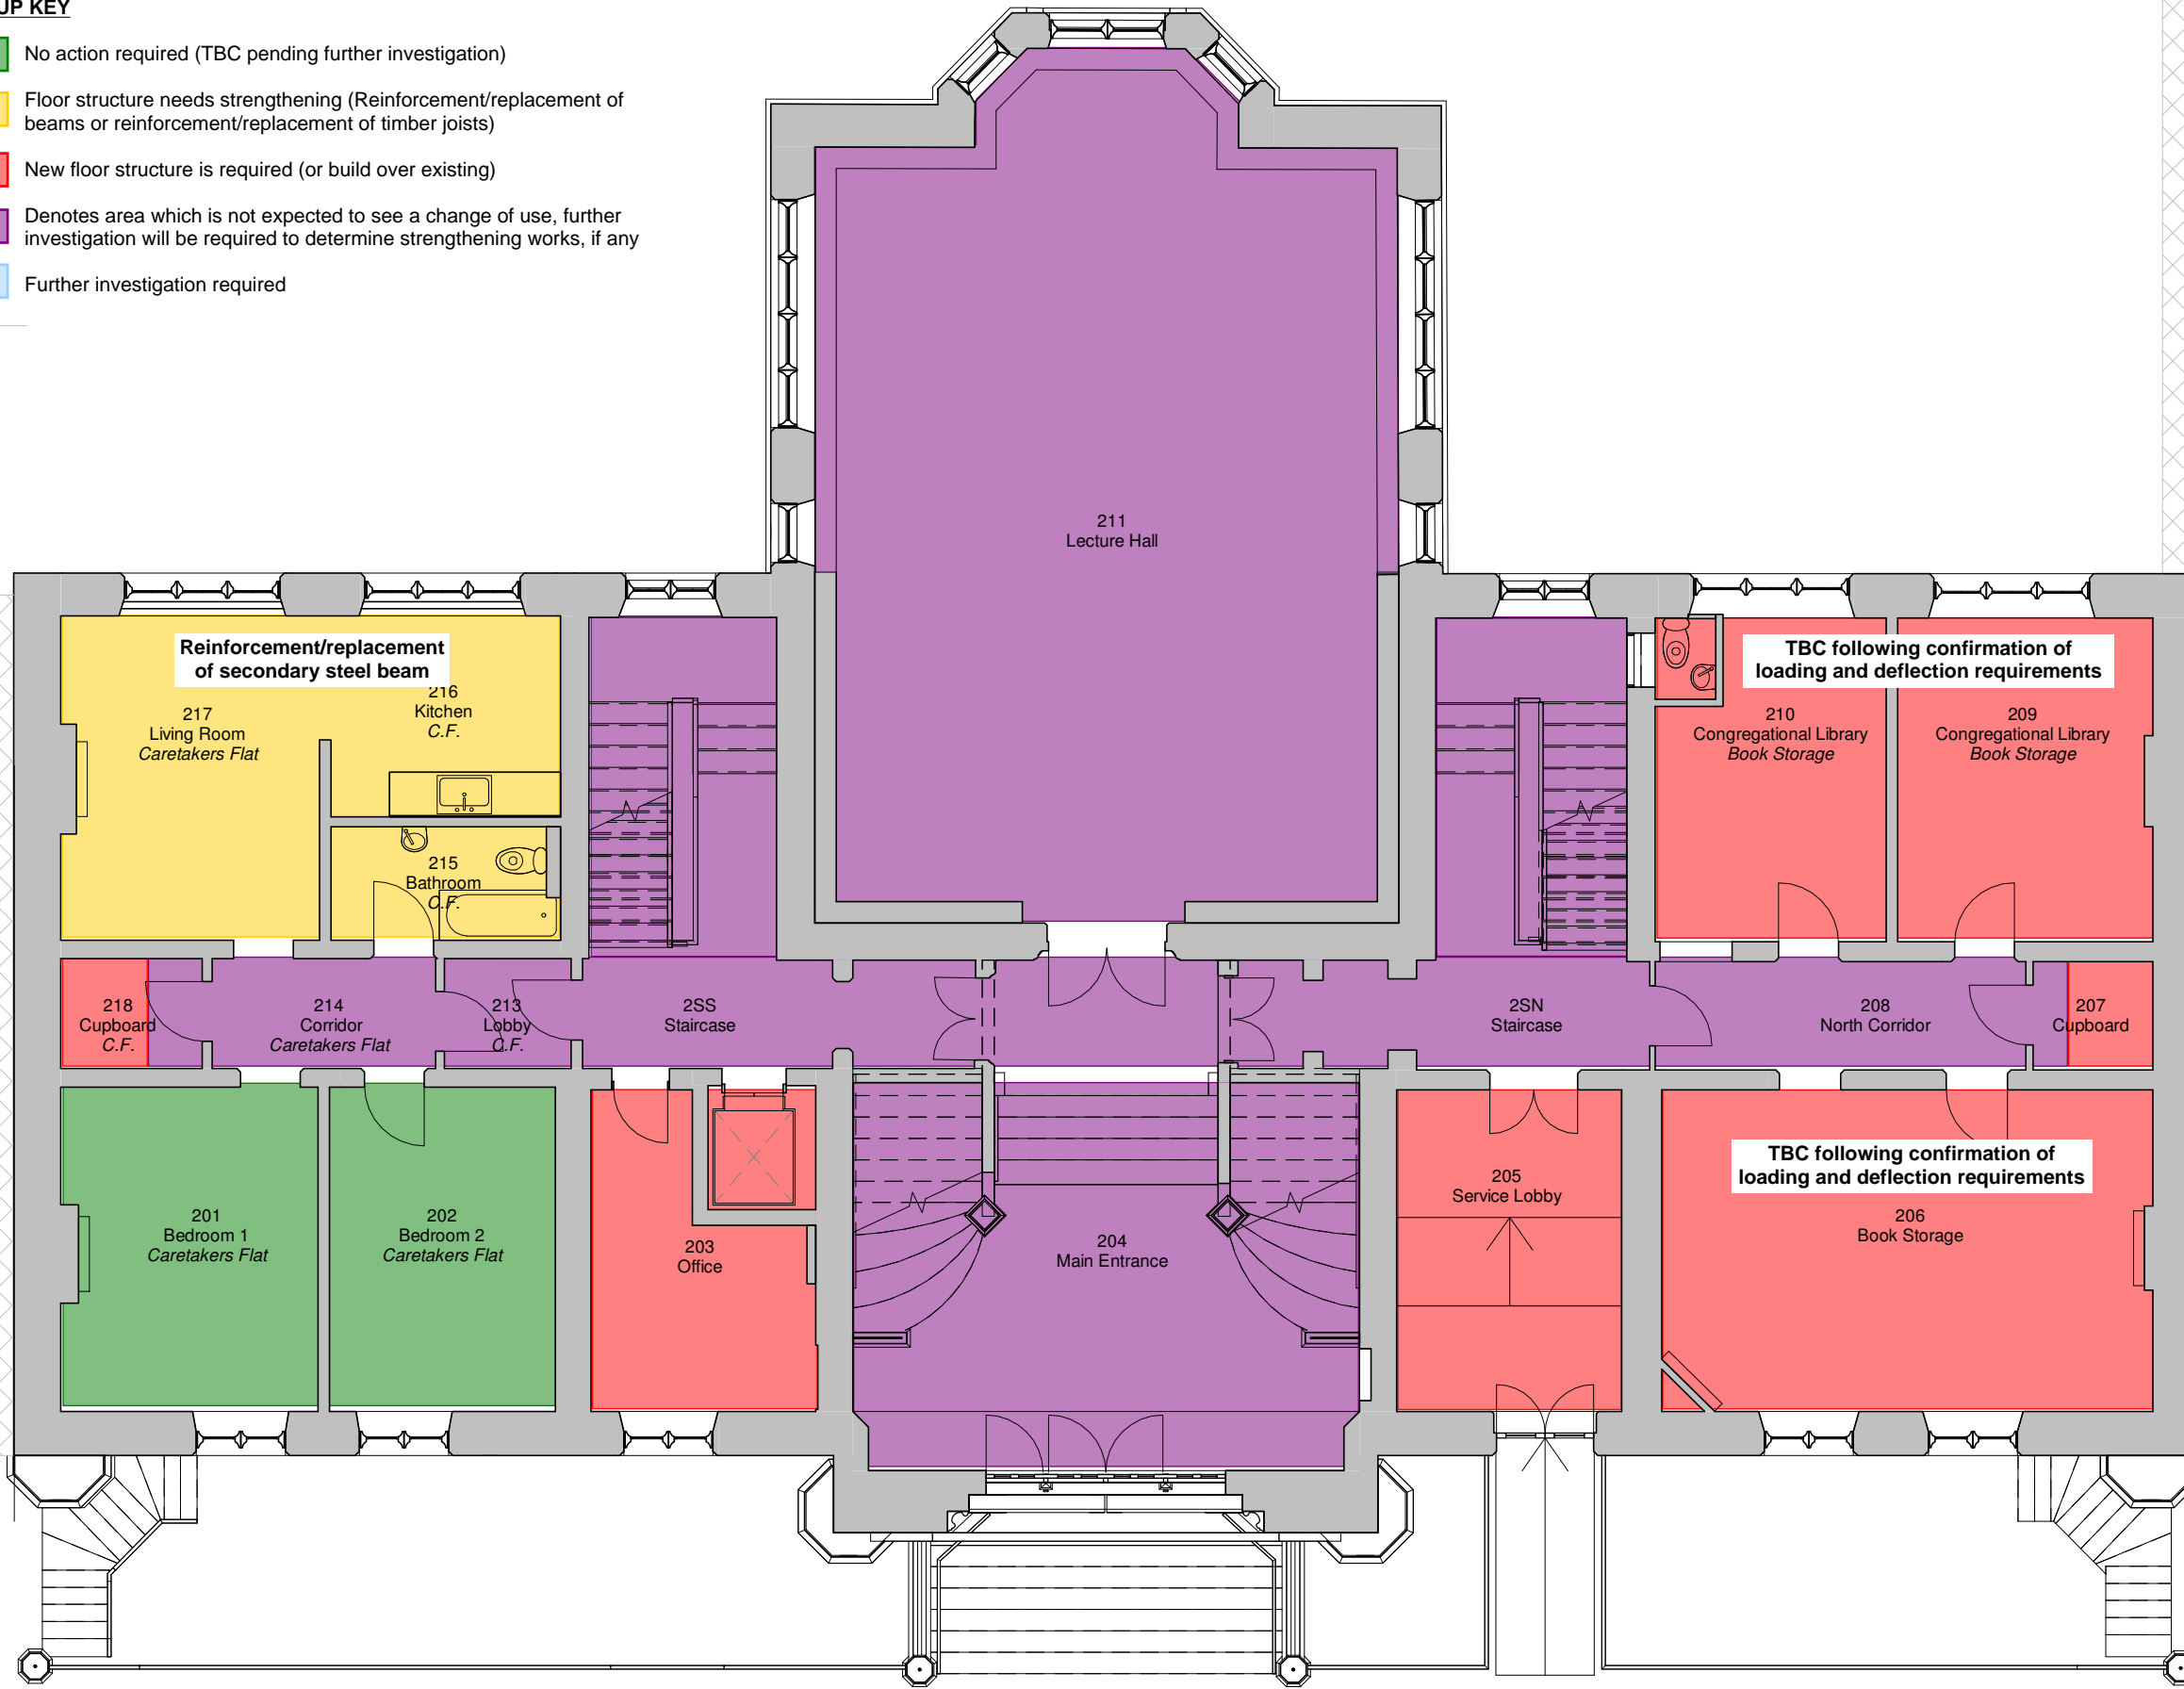 UP KEY
No action required (TBC pending further investigation)
Floor structure needs strengthening (Reinforcement/replacement of
beams or reinforcement/replacement of timber joists)
New floor structure is required (or build over existing)
Denotes area which is not expected to see a change of use, further
investigation will be required to determine strengthening works, if any
Further investigation required
211
Lecture Hall
Reinforcement/replacement
of secondary steel beam
216
Kitchen
C.F.
217
Living Room
Caretakers Flat
215
Bathroom
C.F.
TBC following confirmation of
loading and deflection requirements
210
Congregational Library
Book Storage
209
Congregational Library
Book Storage
218
Cupboard
C.F.
214
Corridor
Caretakers Flat
213
Lobby
C.F.
2SS
Staircase
2SN
Staircase
208
North Corridor
207
Cupboard
201
Bedroom 1
Caretakers Flat
202
Bedroom 2
Caretakers Flat
203
Office
204
Main Entrance
205
Service Lobby
TBC following confirmation of
loading and deflection requirements
206
Book Storage